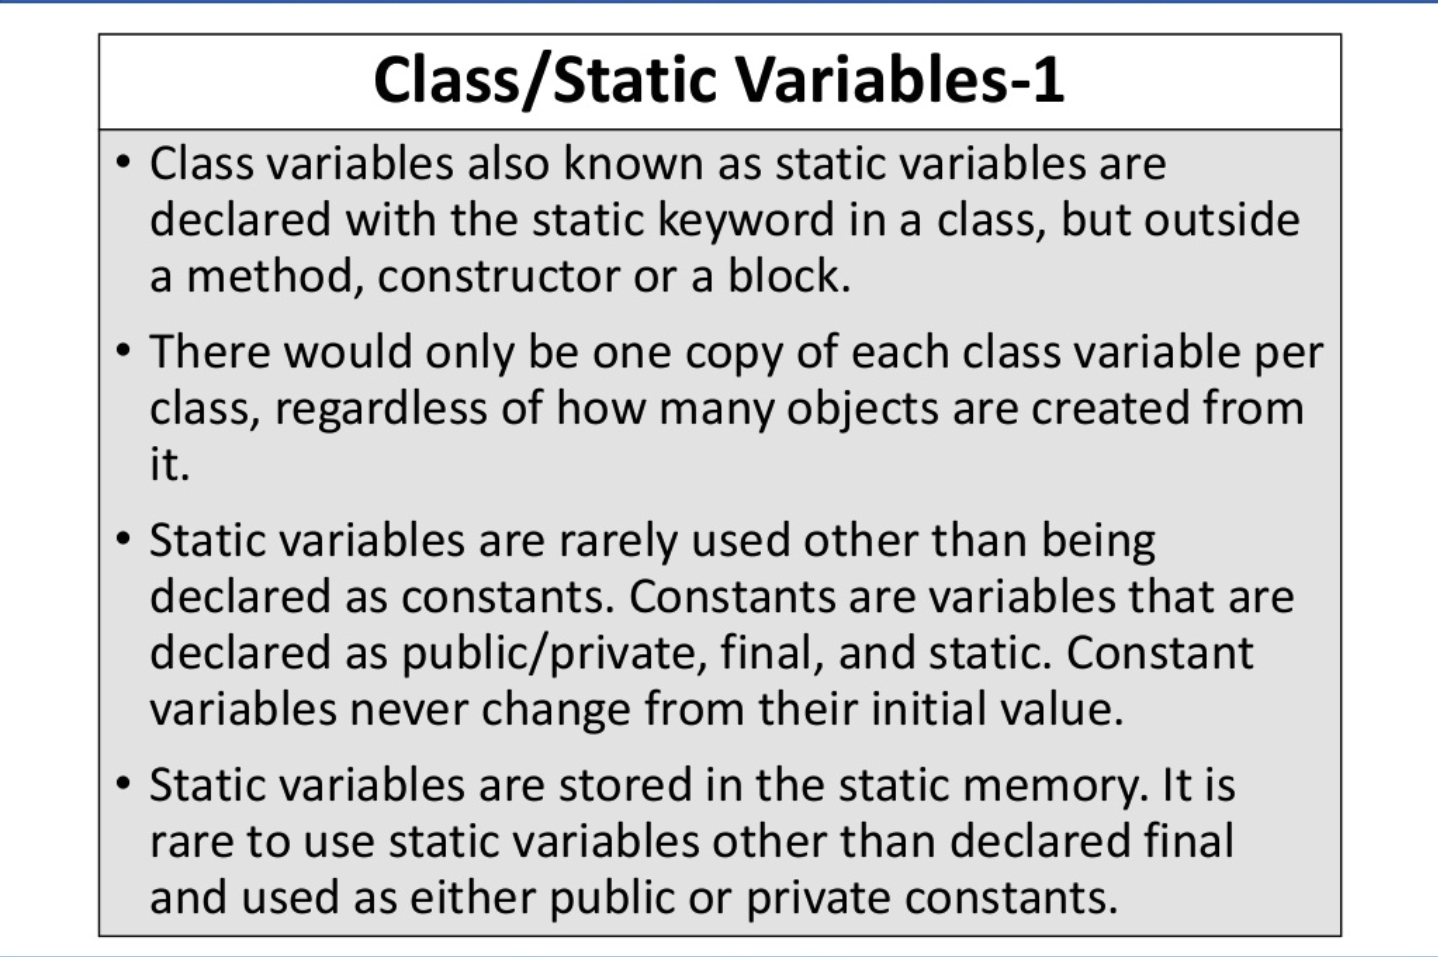 Class/Static Variables-1
• Class variables also known as static variables are
declared with the static keyword in a class, but outside
a method, constructor or a block.
• There would only be one copy of each class variable per
class, regardless of how many objects are created from
it.
• Static variables are rarely used other than being
declared as constants. Constants are variables that are
declared as public/private, final, and static. Constant
variables never change from their initial value.
• Static variables are stored in the static memory. It is
rare to use static variables other than declared final
and used as either public or private constants.